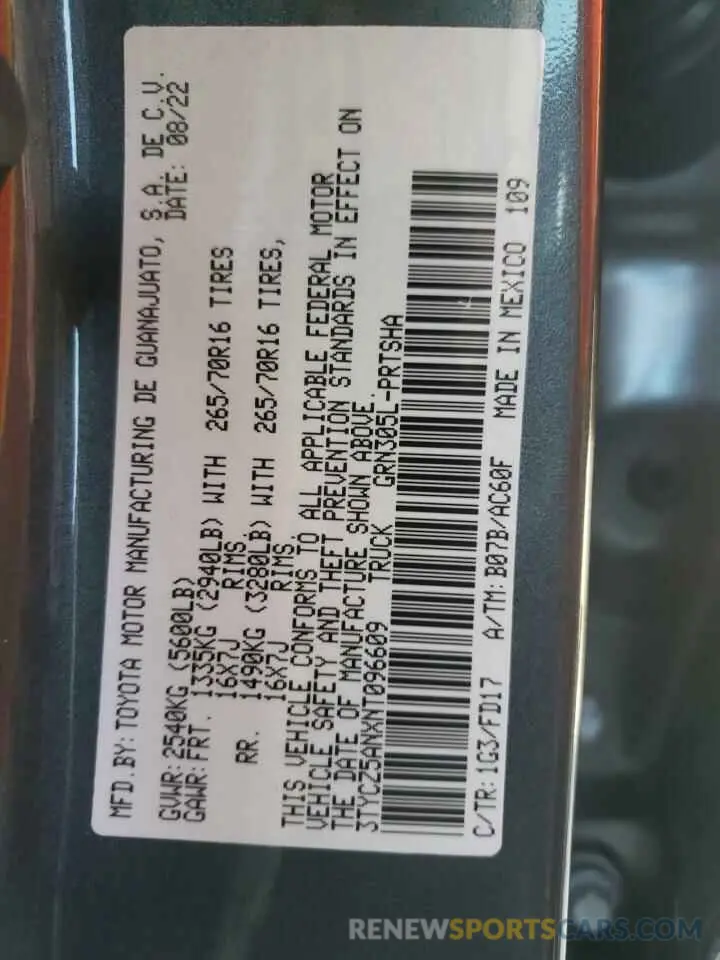 MFD.BY: TOYOTA MOTOR MANUFACTURING DE GUANAJUATO, S.A. DE C.V.
DATE: 08/22
GVWR: 2540KG (5600LB)
GAWR: FRT. 1335KG (2940LB) WITH 265/70R16 TIRES
16X7J RIMS.
RR. 1490KG (3280LB) WITH 265/70R16 TIRES,
16X7J RIMS.
THIS VEHICLE CONFORMS TO ALL APPLICABLE FEDERAL MOTOR
VEHICLE SAFETY AND THEFT PREVENTION STANDARDS IN EFFECT ON
THE DATE OF MANUFACTURE SHOWN ABOVE.
3TYCZ5ANXNT096609 TRUCK GRN305L-PRTSHA
C/TR: 1G3/FD17 A/TM: B07B/AC60F MADE IN MEXICO 109
RENEWSPORTSCARS.COM